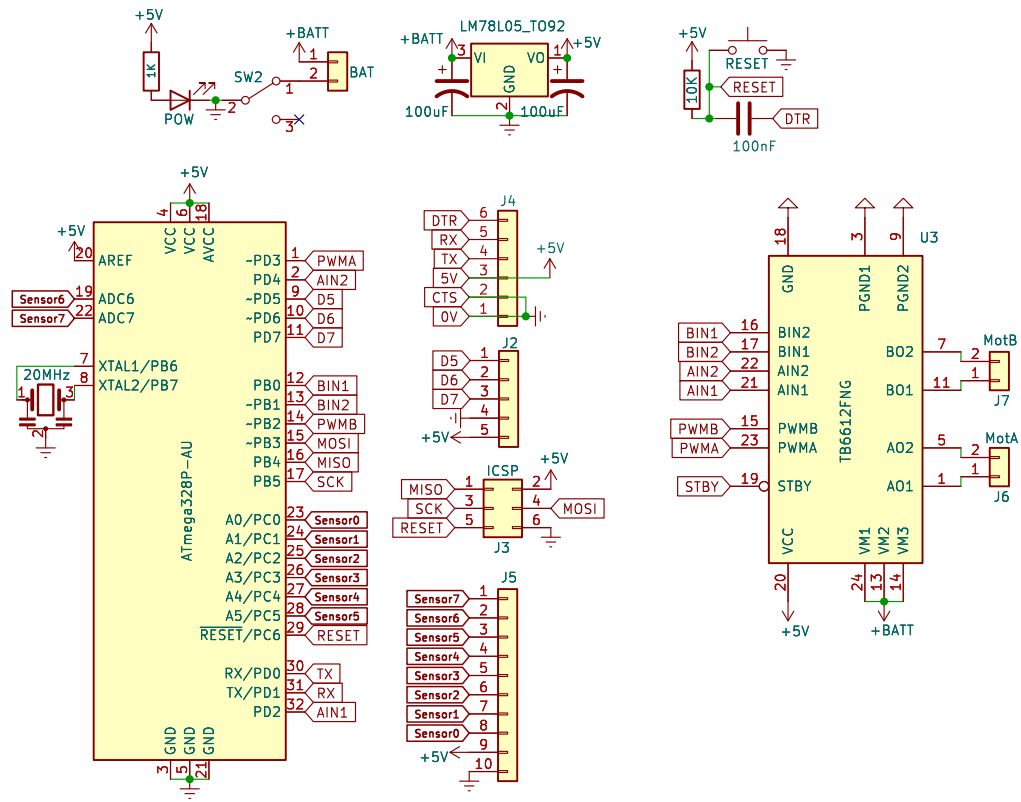 +5V
1K
POW
SW2
2
1
3
+BATT
1
2
BAT
LM78L05_TO92
+BATT
3
VI
VO
1
+5V
GND
2
100uF
100uF
+5V
RESET
10K
RESET
DTR
100nF
+5V
4
6
18
VCC
VCC
AVCC
+5V
20
AREF
Sensor6
19
ADC6
Sensor7
22
ADC7
7
XTAL1/PB6
8
XTAL2/PB7
20MHz
1
3
2
ATmega328P-AU
~PD3
1
PWMA
PD4
2
AIN2
~PD5
9
D5
~PD6
10
D6
PD7
11
D7
PB0
12
BIN1
~PB1
13
BIN2
~PB2
14
PWMB
~PB3
15
MOSI
PB4
16
MISO
PB5
17
SCK
A0/PC0
23
Sensor0
A1/PC1
24
Sensor1
A2/PC2
25
Sensor2
A3/PC3
26
Sensor3
A4/PC4
27
Sensor4
A5/PC5
28
Sensor5
RESET/PC6
29
RESET
RX/PD0
30
TX
TX/PD1
31
RX
PD2
32
AIN1
GND
GND
GND
3
5
21
J4
DTR
6
RX
5
TX
4
5V
3
CTS
2
0V
1
+5V
J2
D5
1
D6
2
D7
3
4
+5V
5
ICSP
+5V
MISO
1
2
SCK
3
4
MOSI
RESET
5
6
J3
J5
Sensor7
1
Sensor6
2
Sensor5
3
Sensor4
4
Sensor3
5
Sensor2
6
Sensor1
7
Sensor0
8
+5V
9
10
U3
18
3
9
GND
PGND1
PGND2
BIN1
16
BIN2
BIN2
17
BIN1
AIN2
22
AIN2
AIN1
21
AIN1
PWMB
15
PWMB
PWMA
23
PWMA
STBY
19
STBY
TB6612FNG
BO2
7
BO1
11
AO2
5
AO1
1
MotB
2
1
J7
MotA
2
1
J6
VCC
VM1
VM2
VM3
20
24
13
14
+5V
+BATT